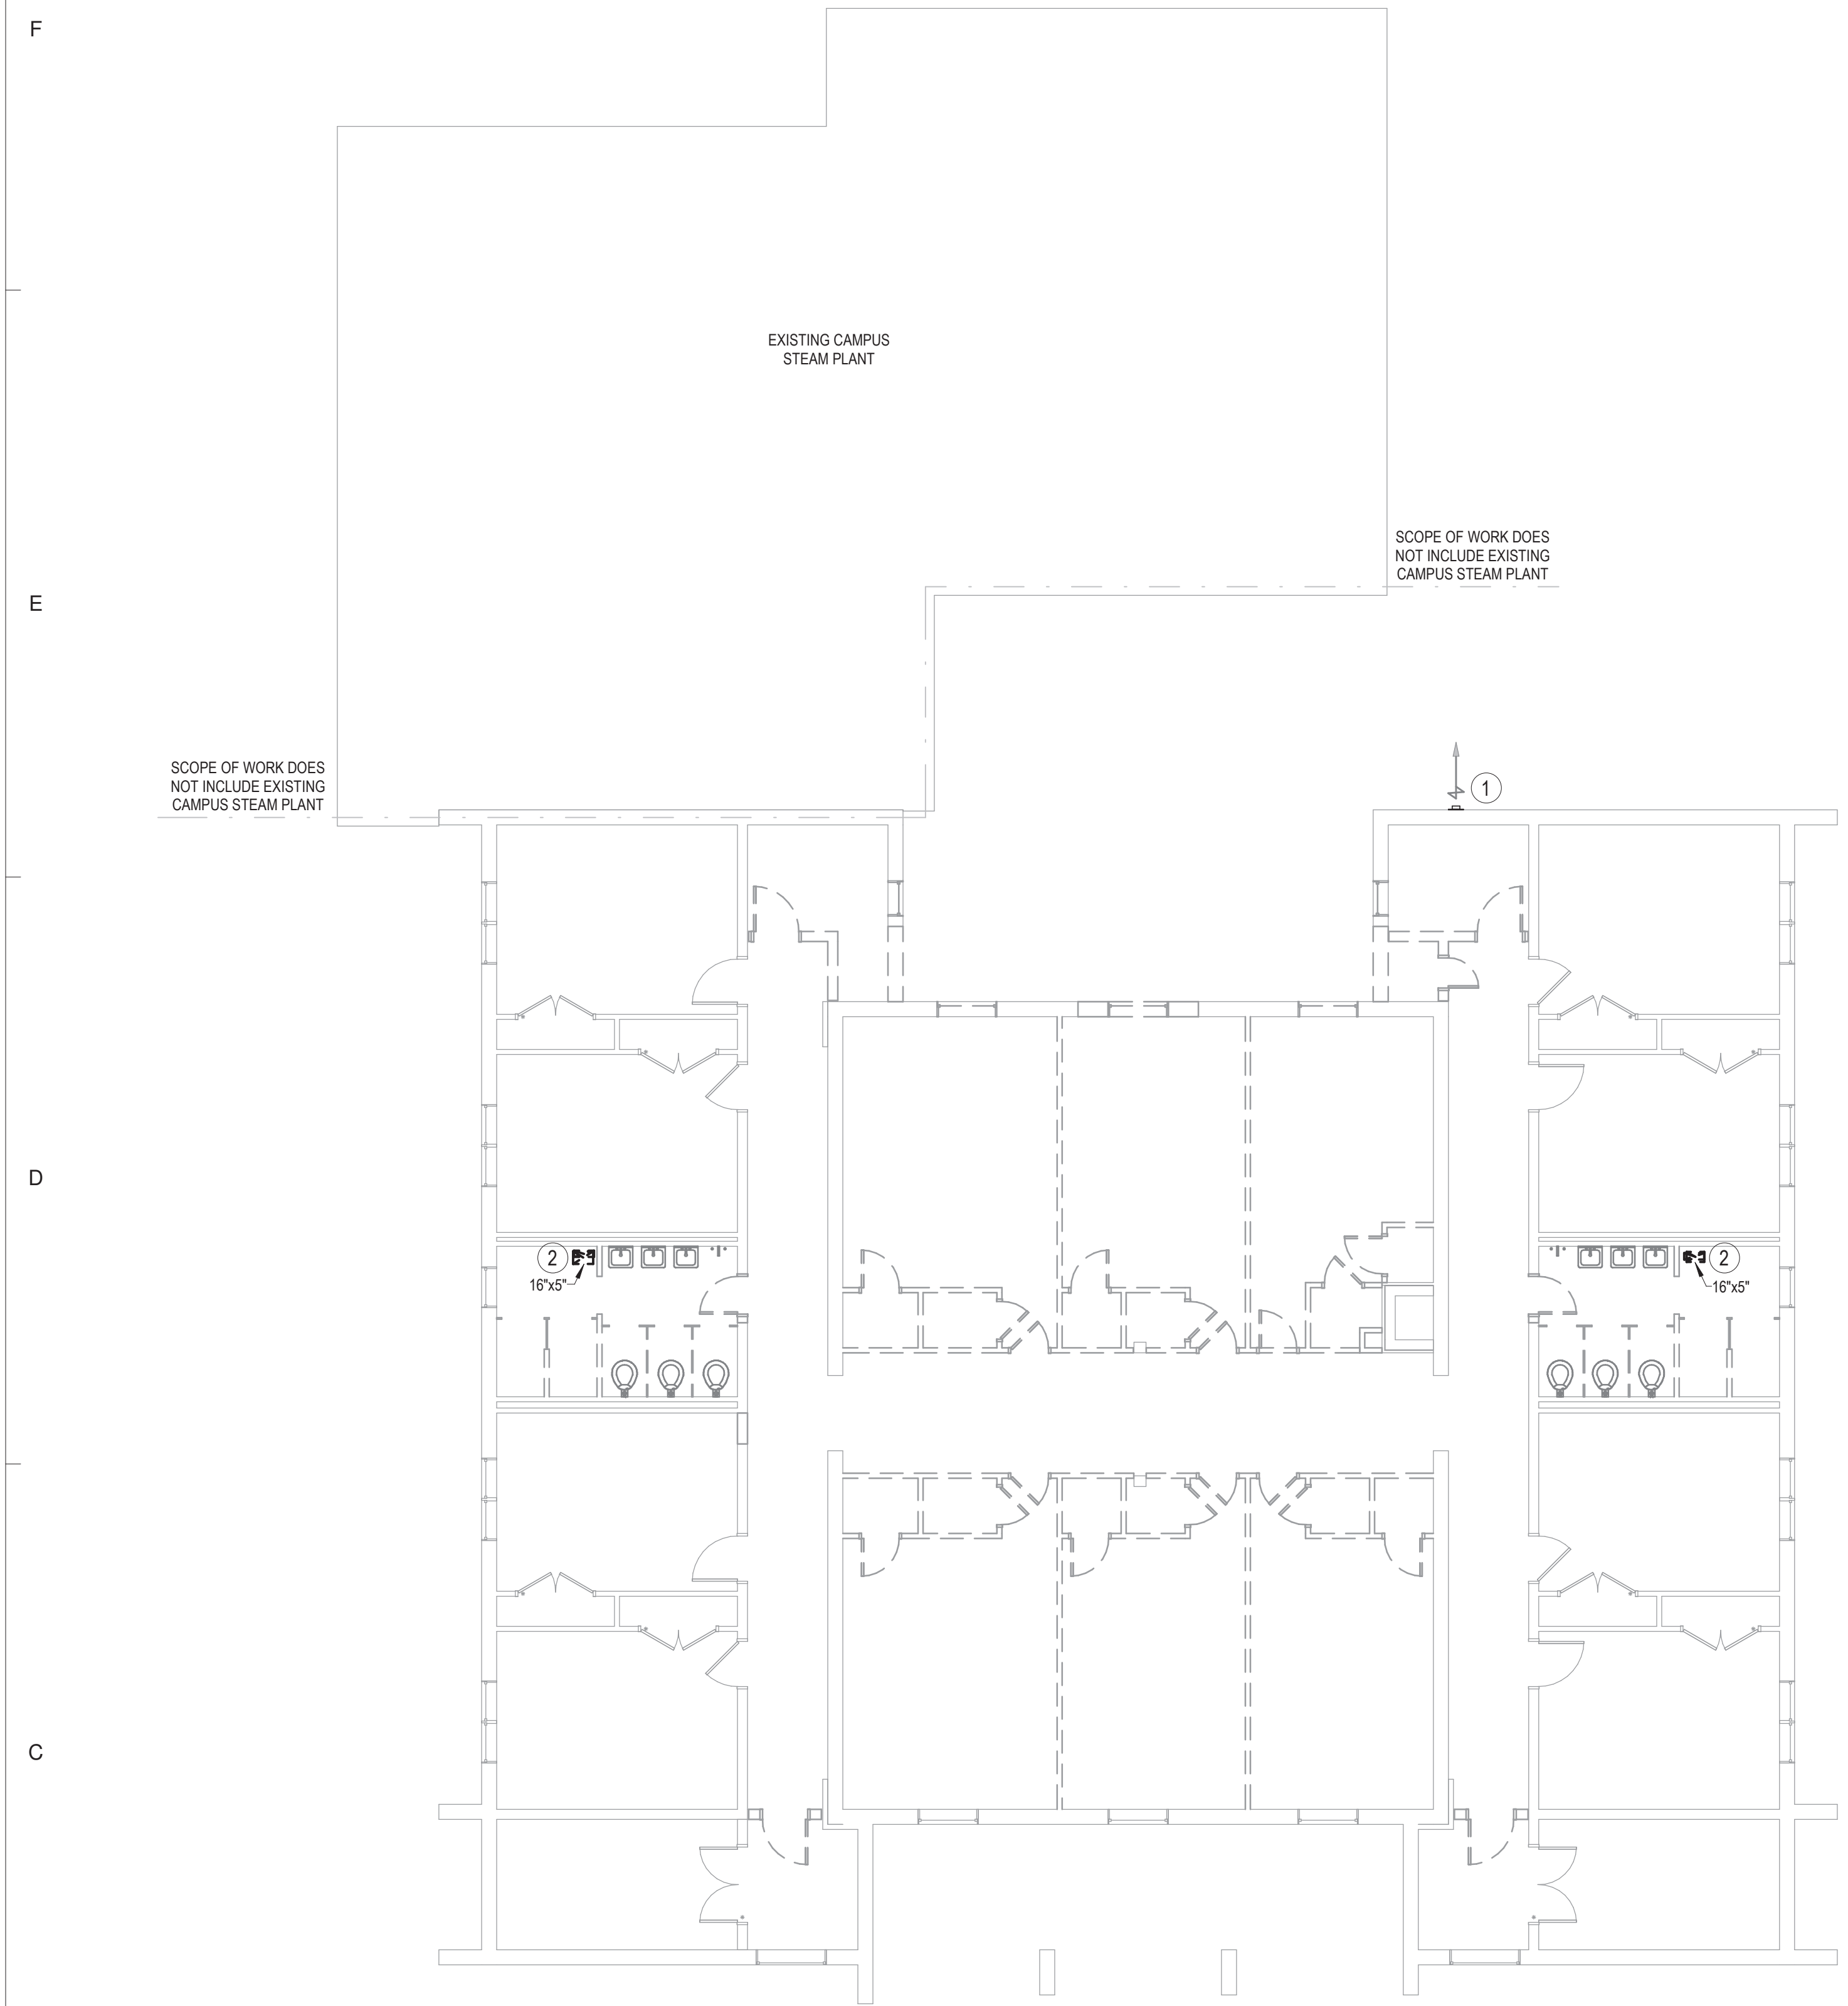 F
EXISTING CAMPUS
STEAM PLANT
SCOPE OF WORK DOES
NOT INCLUDE EXISTING
CAMPUS STEAM PLANT
E
SCOPE OF WORK DOES
NOT INCLUDE EXISTING
CAMPUS STEAM PLANT
1
D
2
16"x5"
2
16"x5"
C